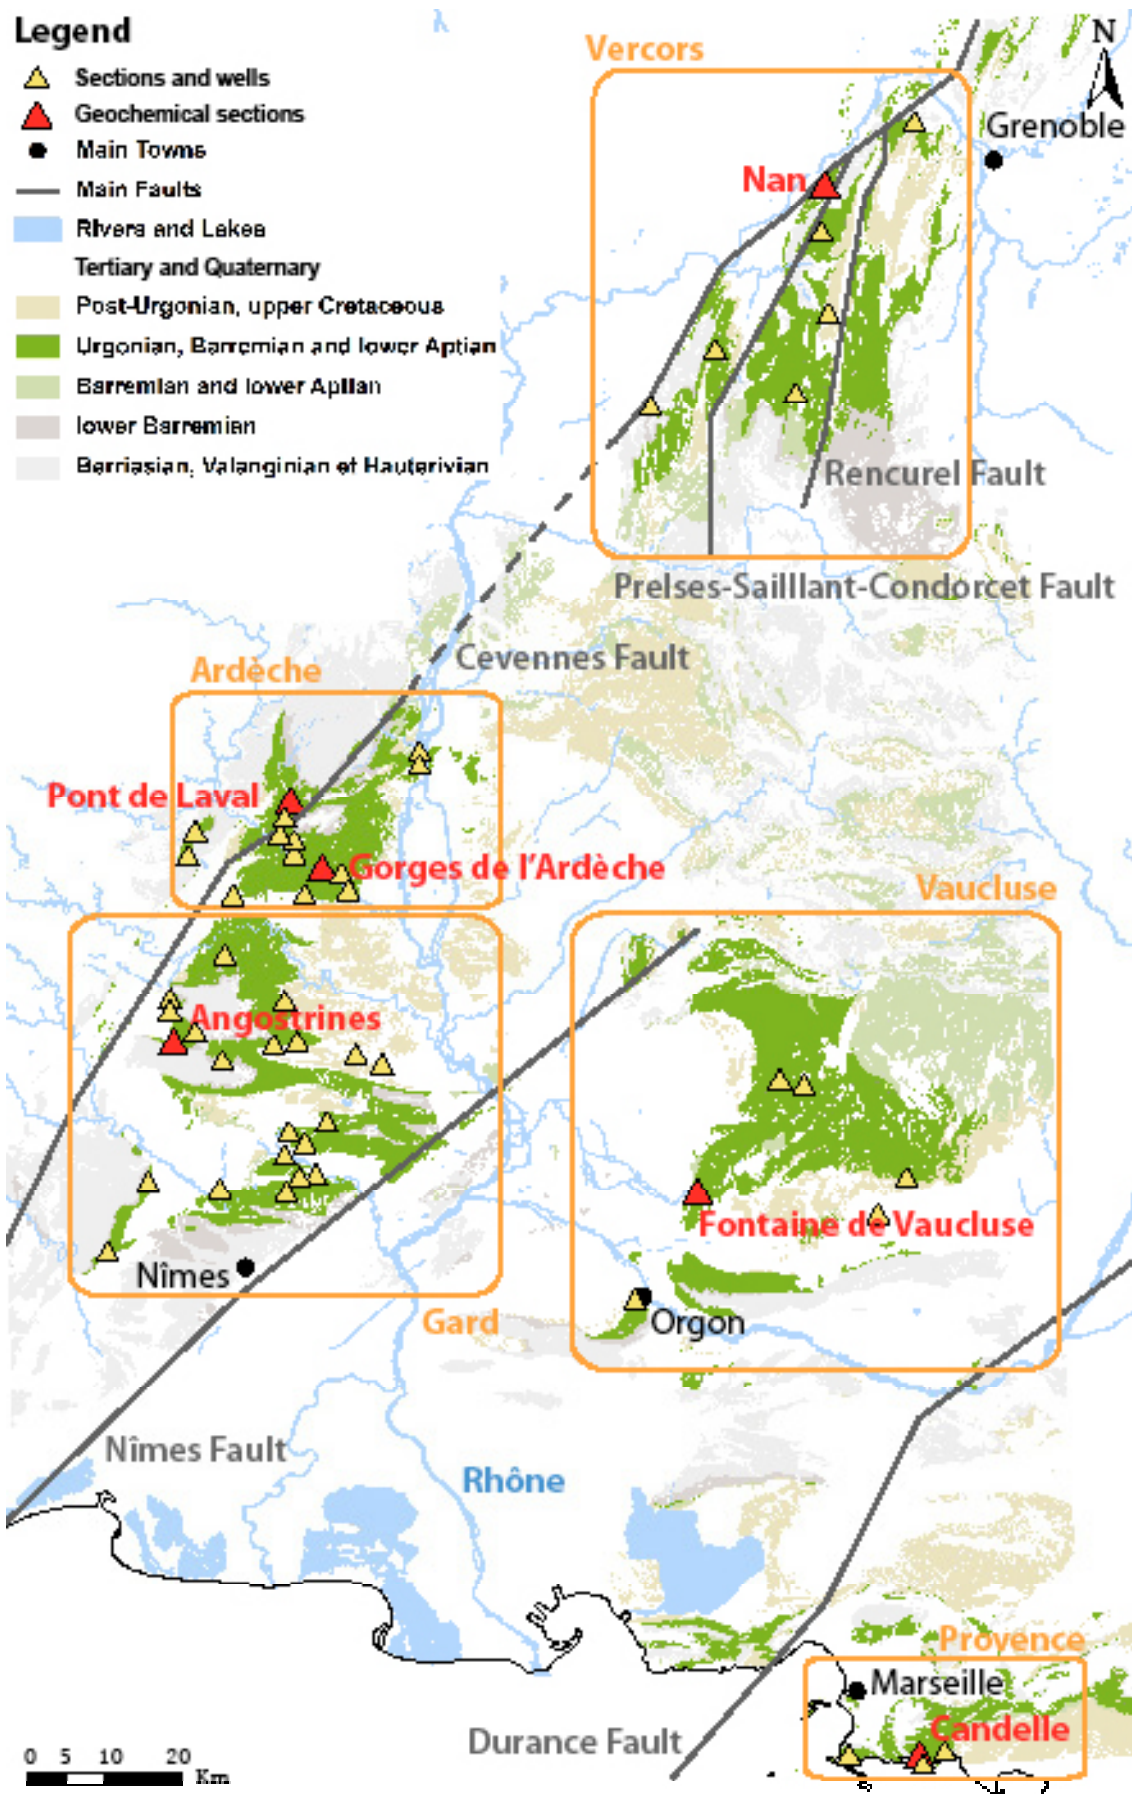 Legend
Sections and wells
Geochemical sections
Main Towns
Main Faults
Rivers and Lakes
Tertiary and Quaternary
Post-Urgonian, upper Cretaceous
Urgonian, Barremian and lower Aptian
Barremian and lower Aptian
lower Barremian
Berriasian, Valanginian et Hauterivian
Vercors
N
Grenoble
Nan
Rencurel Fault
Prelses-Sailllant-Condorcet Fault
Cevennes Fault
Ardèche
Pont de Laval
Gorges de l'Ardèche
Vaucluse
Angostrines
Fontaine de Vaucluse
Nîmes
Orgon
Gard
Nîmes Fault
Rhône
Provence
Marseille
Candelle
Durance Fault
0 5 10 20
Km